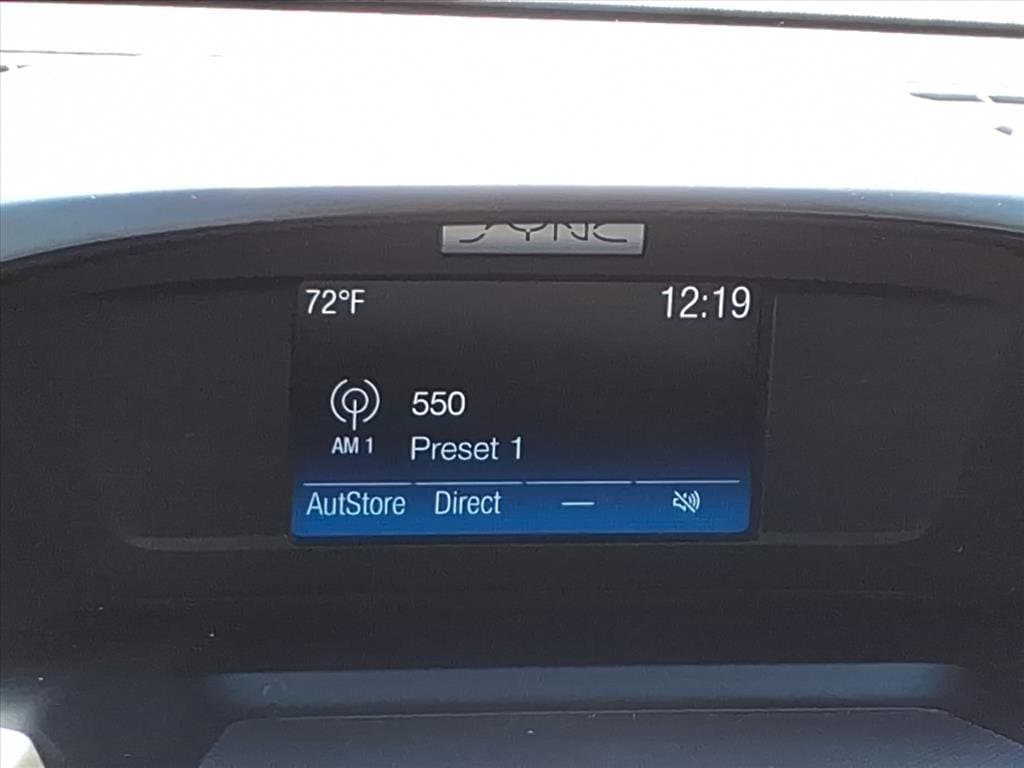 SYNC
72°F 12:19
550
AM 1 Preset 1
AutStore Direct —